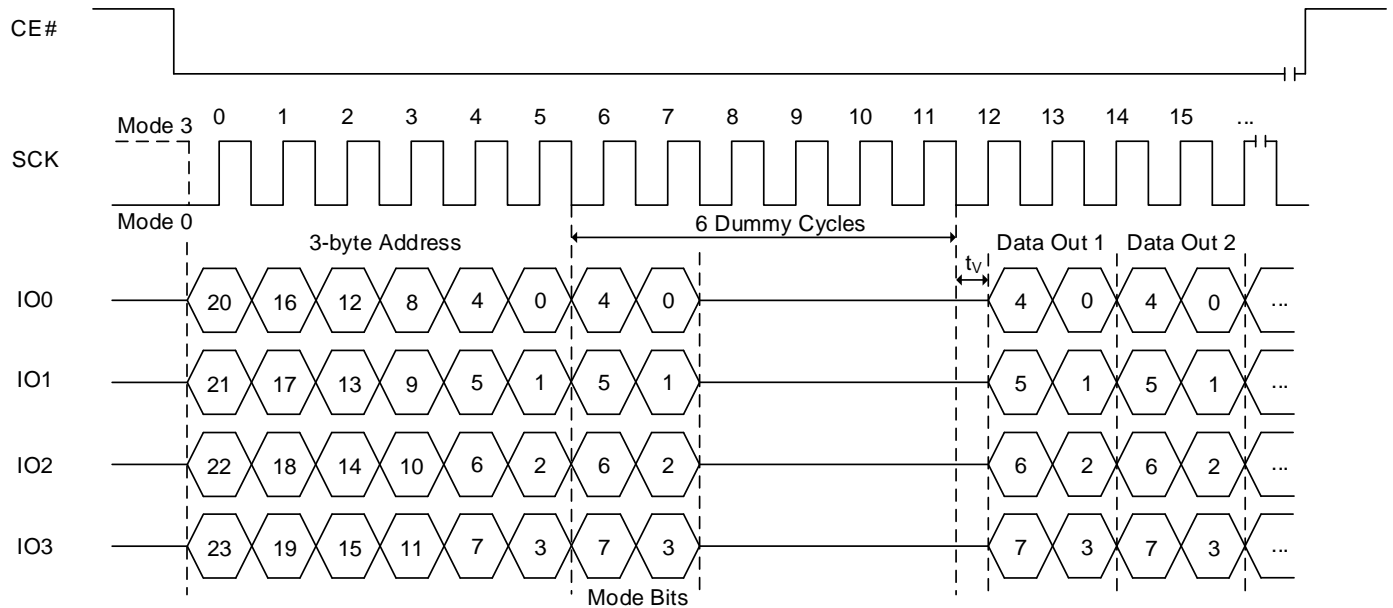 CE#
Mode 3
0 1 2 3 4 5 6 7 8 9 10 11 12 13 14 15 ...
SCK
Mode 0
6 Dummy Cycles
3-byte Address
Data Out 1 Data Out 2
tV
IO0 20 16 12 8 4 0 4 0 4 0 4 0 ...
IO1 21 17 13 9 5 1 5 1 5 1 5 1 ...
IO2 22 18 14 10 6 2 6 2 6 2 6 2 ...
IO3 23 19 15 11 7 3 7 3 7 3 7 3 ...
Mode Bits